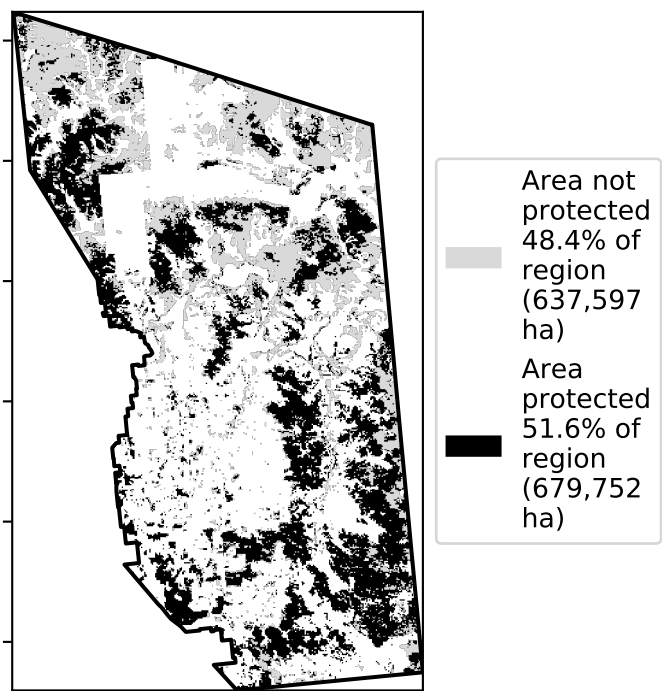 Area not
protected
48.4% of
region
(637,597
ha)
Area
protected
51.6% of
region
(679,752
ha)